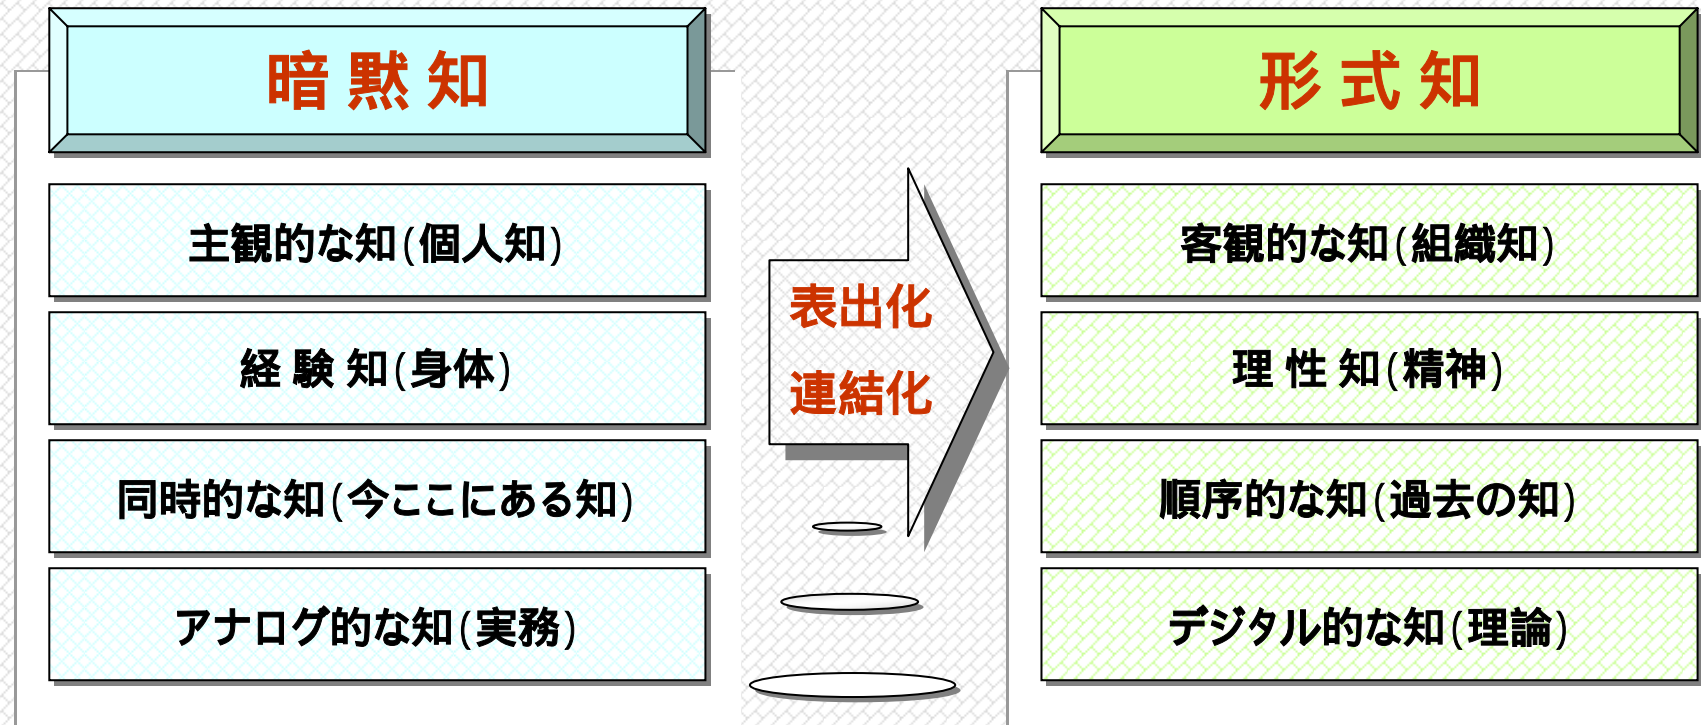 暗黙知
主観的な知(個人知)
経験知(身体)
同時的な知(今ここにある知)
アナログ的な知(実務)
表出化
連結化
形式知
客観的な知(組織知)
理性知(精神)
順序的な知(過去の知)
デジタル的な知(理論)